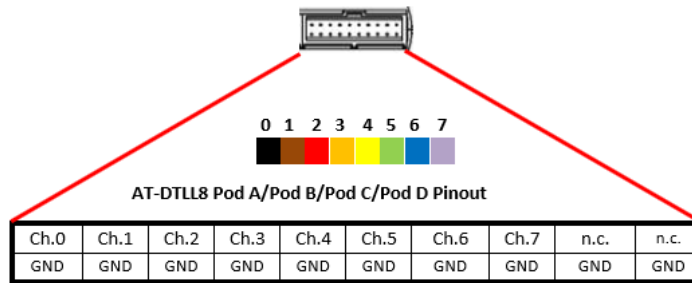 0 1 2 3 4 5 6 7
AT-DTLL8 Pod A/Pod B/Pod C/Pod D Pinout
Ch.0 Ch.1 Ch.2 Ch.3 Ch.4 Ch.5 Ch.6 Ch.7 n.c. n.c.
GND GND GND GND GND GND GND GND GND GND